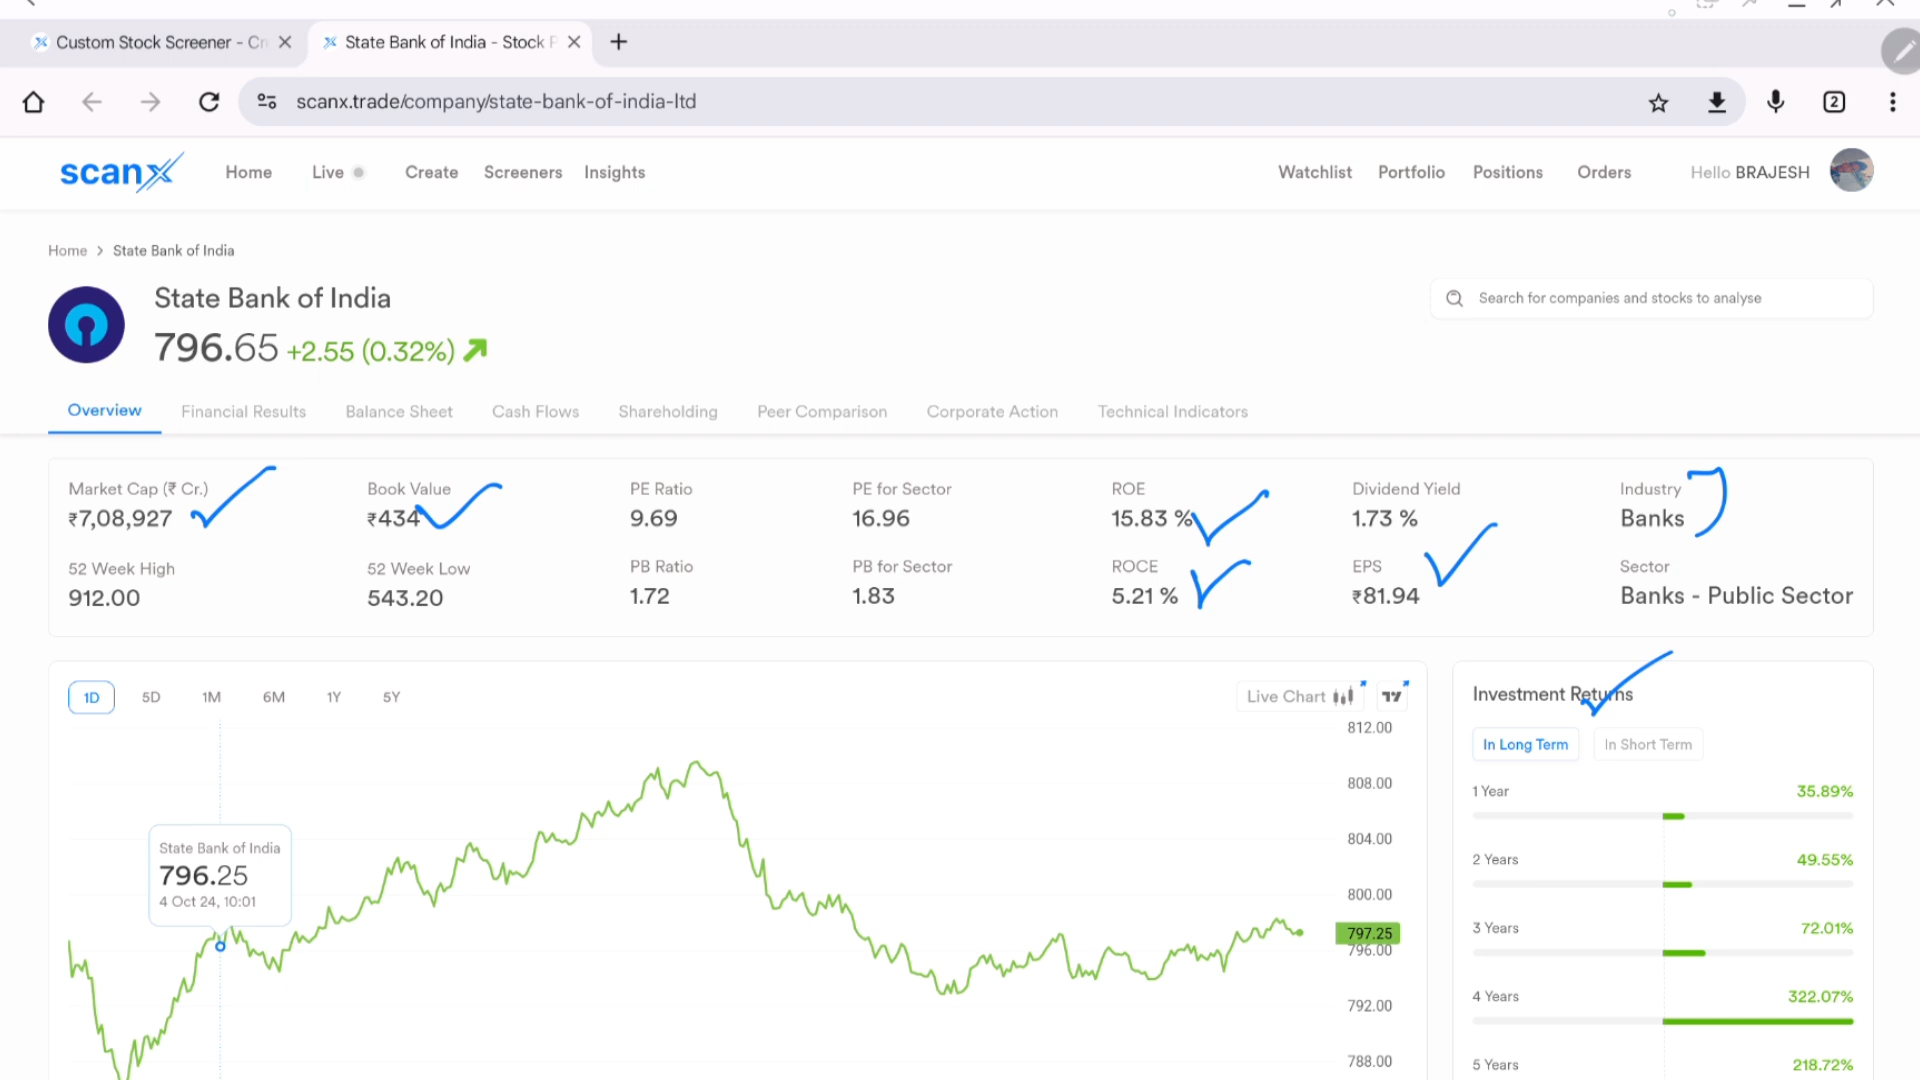 Custom Stock Screener - Cr
State Bank of India - Stock P
scanx.trade/company/state-bank-of-india-ltd
2
scanx
Home
Live
Create
Screeners
Insights
Watchlist
Portfolio
Positions
Orders
Hello BRAJESH
Home > State Bank of India
State Bank of India
796.65 +2.55 (0.32%)
Search for companies and stocks to analyse
Overview
Financial Results
Balance Sheet
Cash Flows
Shareholding
Peer Comparison
Corporate Action
Technical Indicators
Market Cap (₹ Cr.)
₹7,08,927
Book Value
₹434
PE Ratio
9.69
PE for Sector
16.96
ROE
15.83 %
Dividend Yield
1.73 %
Industry
Banks
52 Week High
912.00
52 Week Low
543.20
PB Ratio
1.72
PB for Sector
1.83
ROCE
5.21 %
EPS
₹81.94
Sector
Banks - Public Sector
1D
5D
1M
6M
1Y
5Y
Live Chart
812.00
808.00
804.00
800.00
797.25
796.00
792.00
788.00
State Bank of India
796.25
4 Oct 24, 10:01
Investment Returns
In Long Term
In Short Term
1 Year
35.89%
2 Years
49.55%
3 Years
72.01%
4 Years
322.07%
5 Years
218.72%